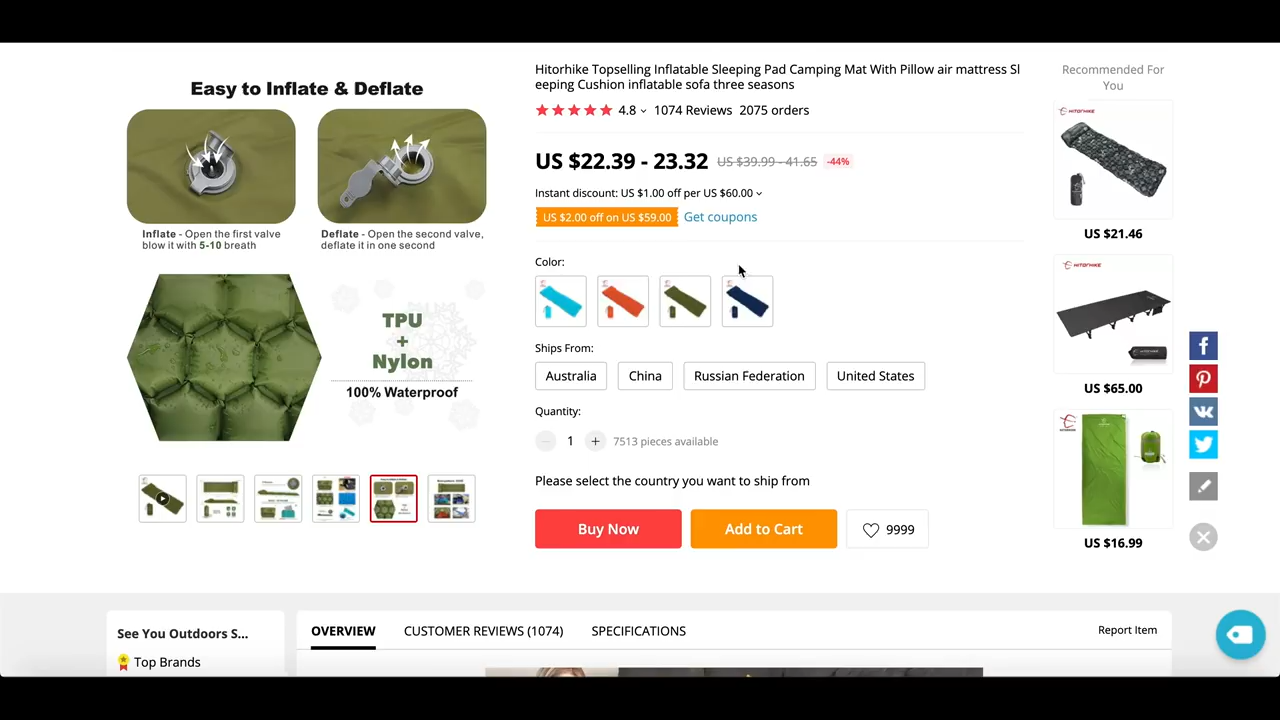 Easy to Inflate & Deflate
Inflate - Open the first valve
blow it with 5-10 breath
Deflate - Open the second valve,
deflate it in one second
TPU
+
Nylon
100% Waterproof
Hitorhike Topselling Inflatable Sleeping Pad Camping Mat With Pillow air mattress Sl
eeping Cushion inflatable sofa three seasons
4.8 1074 Reviews 2075 orders
US $22.39 - 23.32 US $39.99 - 41.65 -44%
Instant discount: US $1.00 off per US $60.00
US $2.00 off on US $59.00 Get coupons
Color:
Ships From:
Australia China Russian Federation United States
Quantity:
1 7513 pieces available
Please select the country you want to ship from
Buy Now Add to Cart 9999
Recommended For
You
HITORHIKE
US $21.46
HITORHIKE
US $65.00
US $16.99
See You Outdoors S...
Top Brands
OVERVIEW CUSTOMER REVIEWS (1074) SPECIFICATIONS
Report Item